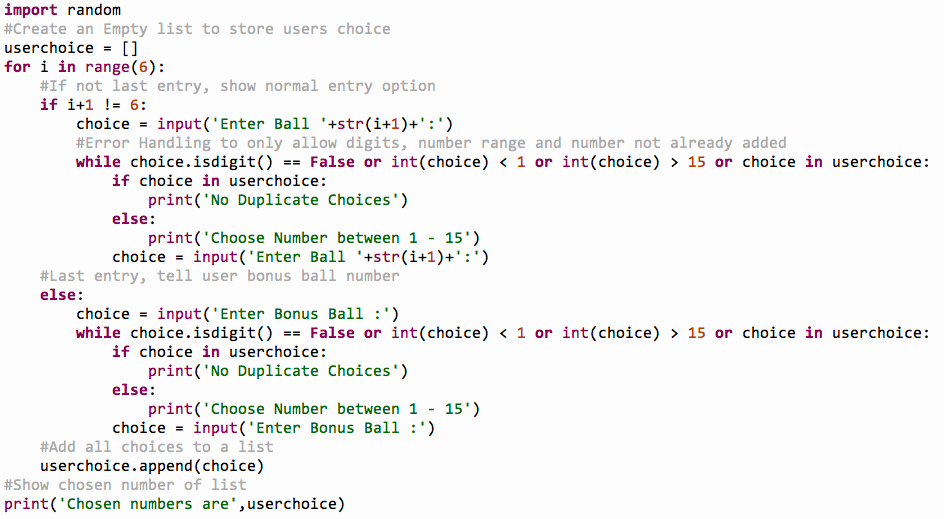 import random
#Create an Empty list to store users choice
userchoice = []
for i in range(6):
    #If not last entry, show normal entry option
    if i+1 != 6:
        choice = input('Enter Ball '+str(i+1)+':')
        #Error Handling to only allow digits, number range and number not already added
        while choice.isdigit() == False or int(choice) < 1 or int(choice) > 15 or choice in userchoice:
            if choice in userchoice:
                print('No Duplicate Choices')
            else:
                print('Choose Number between 1 - 15')
            choice = input('Enter Ball '+str(i+1)+':')
    #Last entry, tell user bonus ball number
    else:
        choice = input('Enter Bonus Ball :')
        while choice.isdigit() == False or int(choice) < 1 or int(choice) > 15 or choice in userchoice:
            if choice in userchoice:
                print('No Duplicate Choices')
            else:
                print('Choose Number between 1 - 15')
            choice = input('Enter Bonus Ball :')
    #Add all choices to a list
    userchoice.append(choice)
#Show chosen number of list
print('Chosen numbers are',userchoice)